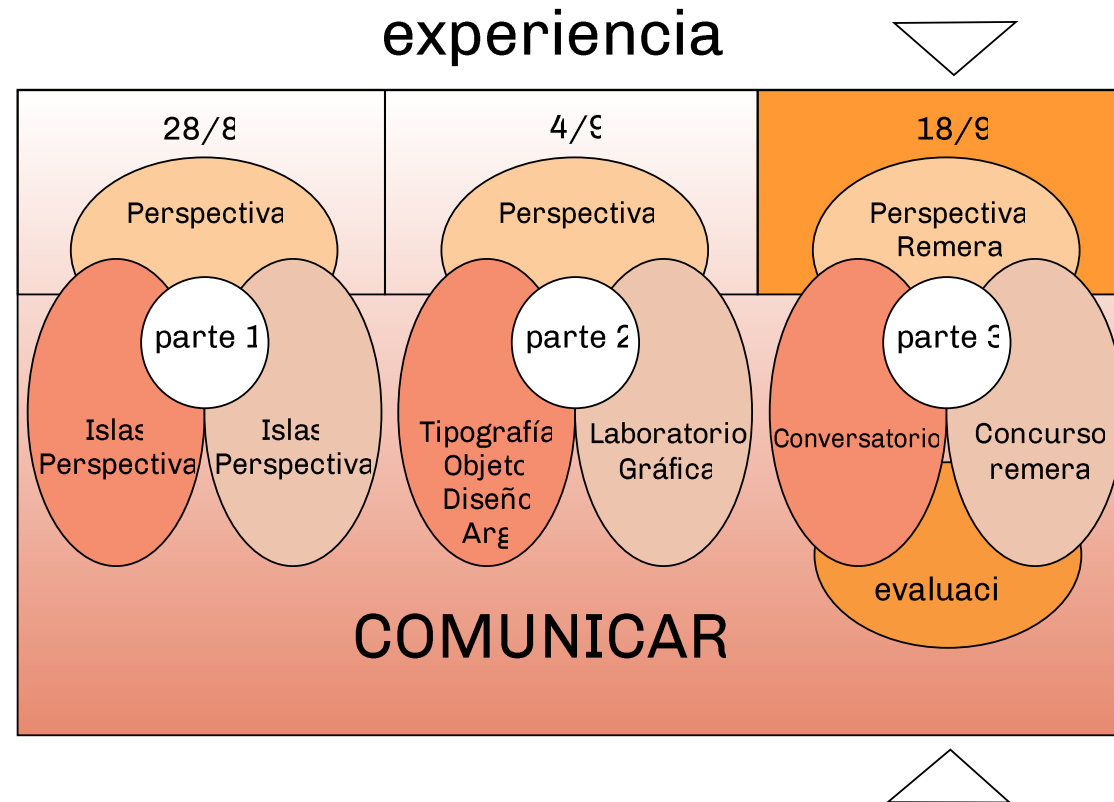 experiencia
28/8
4/9
18/9
Perspectiva
Perspectiva
Perspectiva
Remera
parte 1
parte 2
parte 3
Islas
Perspectiva
Islas
Perspectiva
Tipografía
Objeto
Diseño
Arg
Laboratorio
Gráfica
Conversatorio
Concurso
remera
evaluaci
COMUNICAR